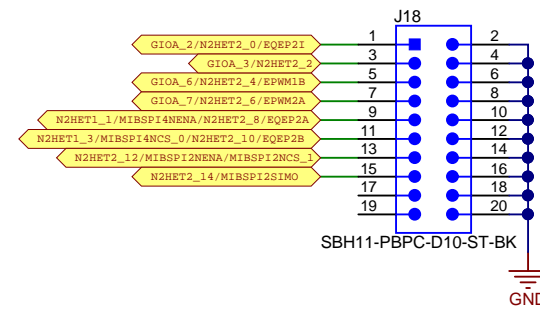 J18
GIOA_2/N2HET2_0/EQEP2I 1 2
GIOA_3/N2HET2_2 3 4
GIOA_6/N2HET2_4/EPWM1B 5 6
GIOA_7/N2HET2_6/EPWM2A 7 8
N2HET1_1/MIBSPI4NENA/N2HET2_8/EQEP2A 9 10
N2HET1_3/MIBSPI4NCS_0/N2HET2_10/EQEP2B 11 12
N2HET2_12/MIBSPI2NENA/MIBSPI2NCS_1 13 14
N2HET2_14/MIBSPI2SIMO 15 16
17 18
19 20
SBH11-PBPC-D10-ST-BK
GND